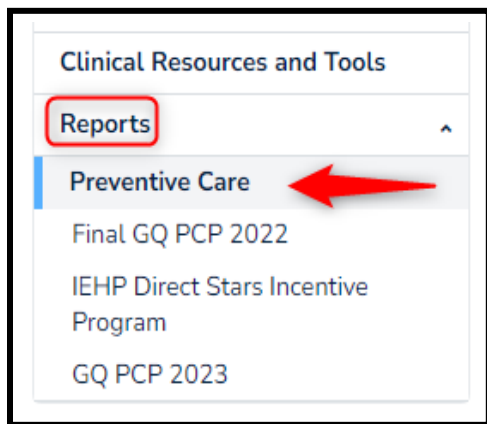 Clinical Resources and Tools
Reports
Preventive Care
Final GQ PCP 2022
IEHP Direct Stars Incentive
Program
GQ PCP 2023